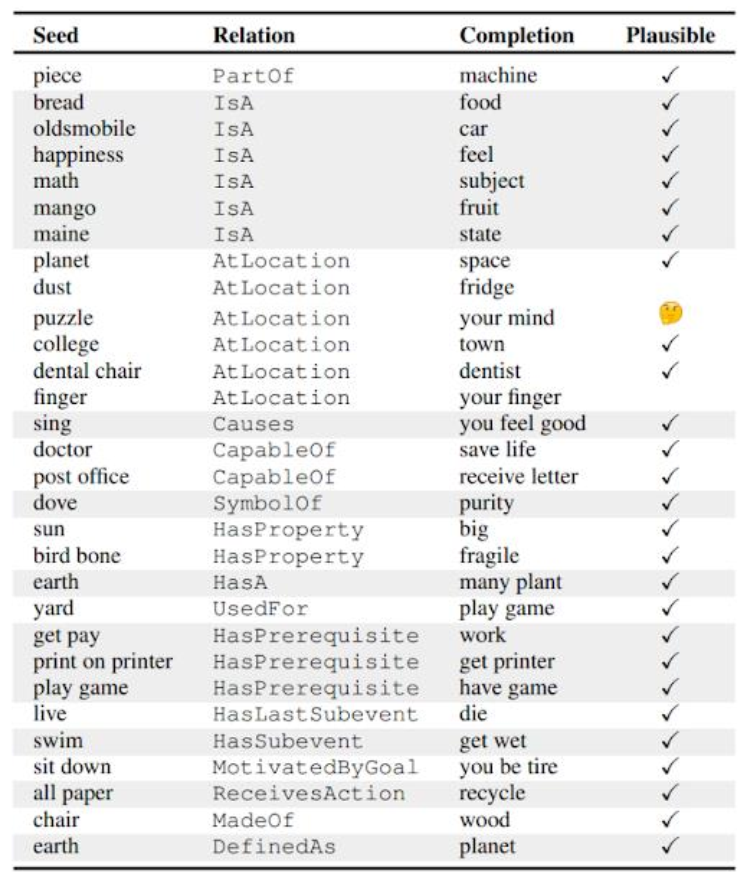 Seed Relation Completion Plausible
piece PartOf machine ✓
bread IsA food ✓
oldsmobile IsA car ✓
happiness IsA feel ✓
math IsA subject ✓
mango IsA fruit ✓
maine IsA state ✓
planet AtLocation space ✓
dust AtLocation fridge
puzzle AtLocation your mind 🤔
college AtLocation town ✓
dental chair AtLocation dentist ✓
finger AtLocation your finger
sing Causes you feel good ✓
doctor CapableOf save life ✓
post office CapableOf receive letter ✓
dove SymbolOf purity ✓
sun HasProperty big ✓
bird bone HasProperty fragile ✓
earth HasA many plant ✓
yard UsedFor play game ✓
get pay HasPrerequisite work ✓
print on printer HasPrerequisite get printer ✓
play game HasPrerequisite have game ✓
live HasLastSubevent die ✓
swim HasSubevent get wet ✓
sit down MotivatedByGoal you be tire ✓
all paper ReceivesAction recycle ✓
chair MadeOf wood ✓
earth DefinedAs planet ✓